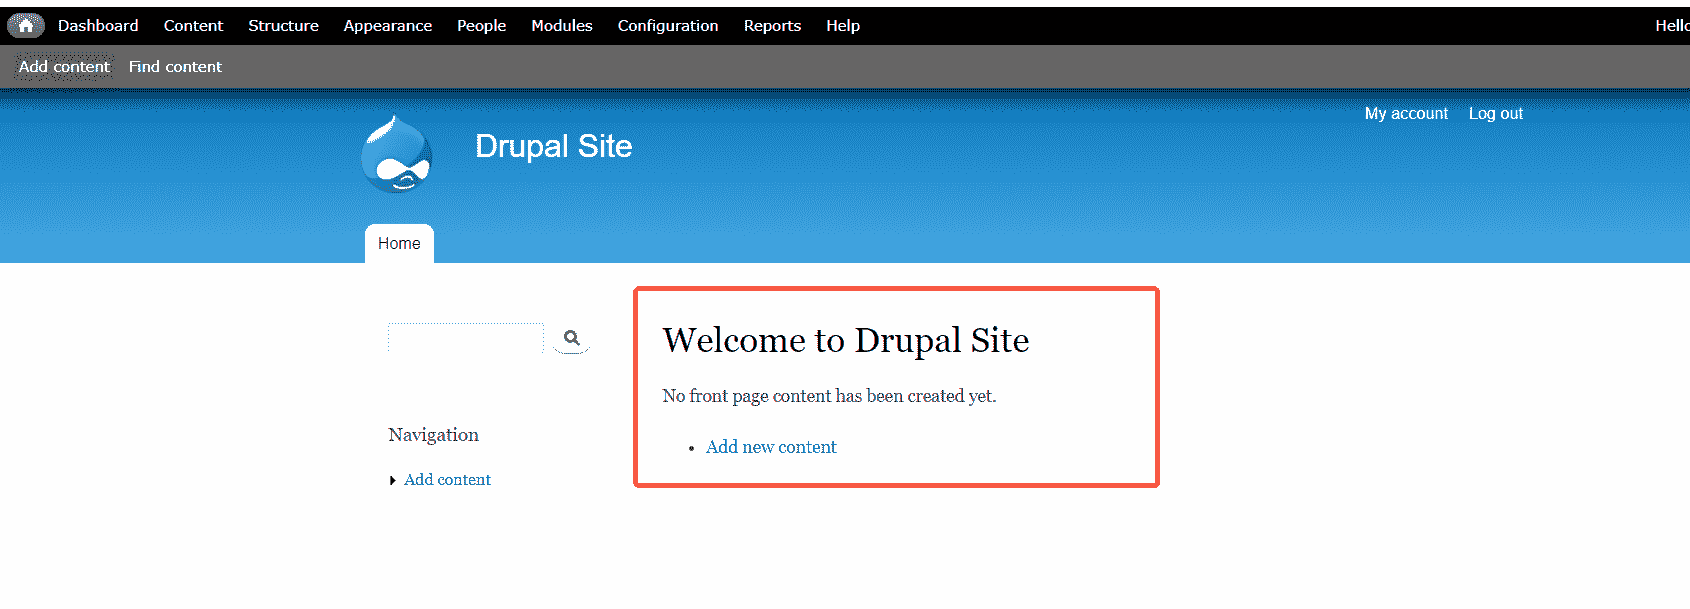 Dashboard Content Structure Appearance People Modules Configuration Reports Help Hello
Add content Find content
My account Log out
Drupal Site
Home
Welcome to Drupal Site
No front page content has been created yet.
Add new content
Navigation
Add content